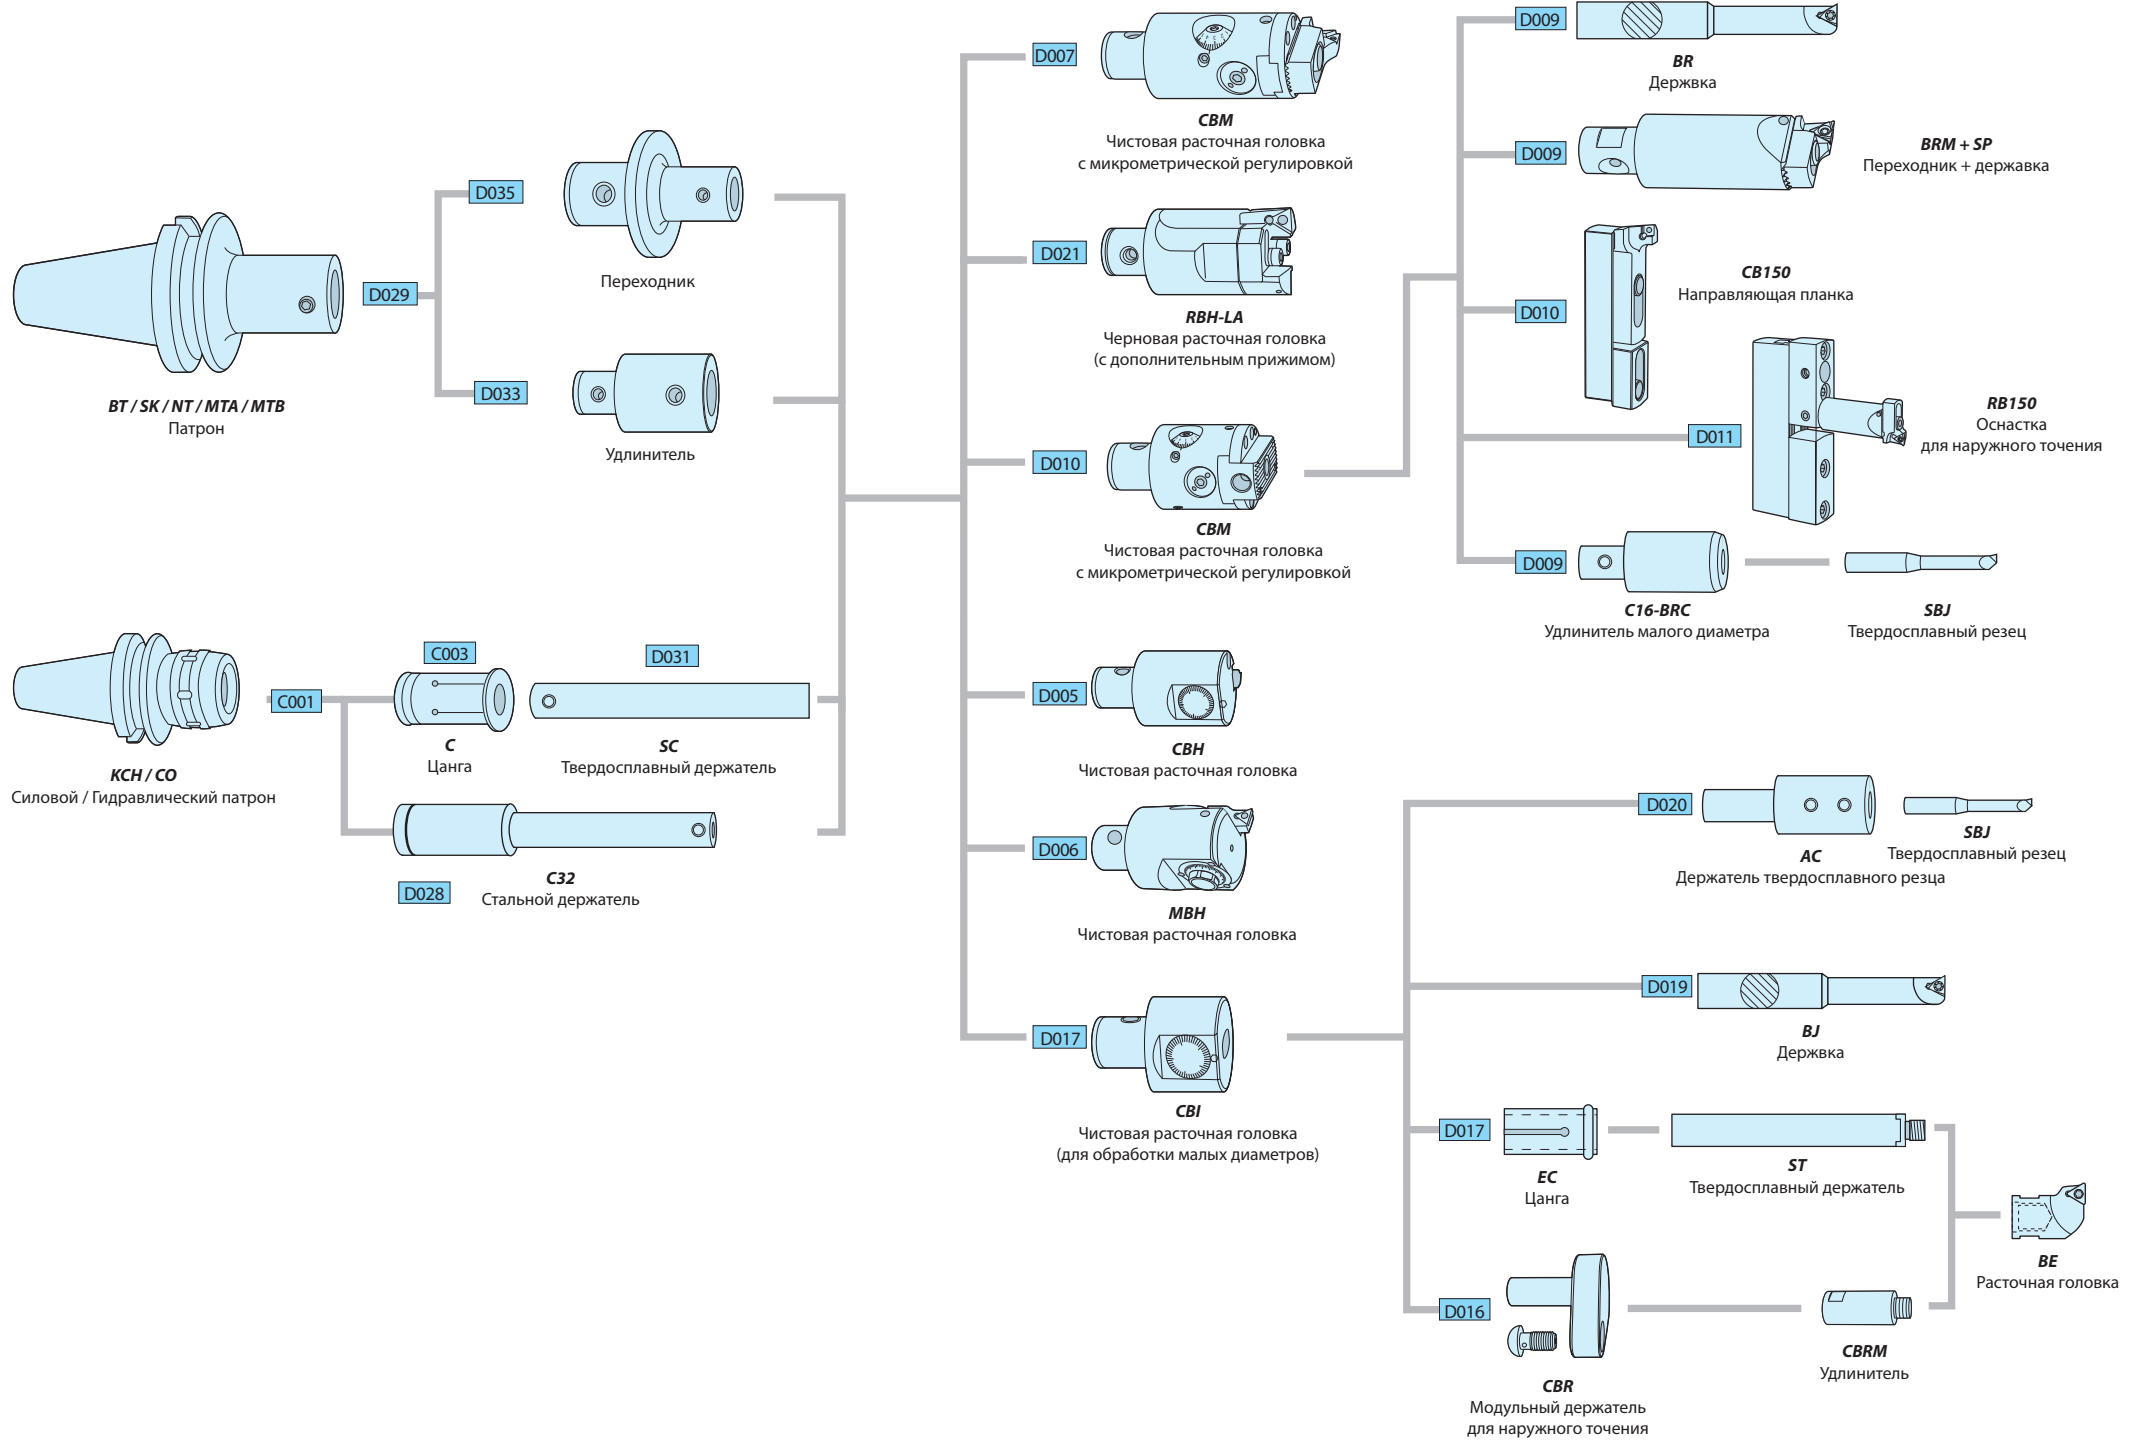 D029
BT / SK / NT / MTA / MTB
Патрон
D035
Переходник
D033
Удлинитель
C001
KCH / CO
Силовой / Гидравлический патрон
C003
C
Цанга
D031
SC
Твердосплавный держатель
D028
C32
Стальной держатель
D007
CBM
Чистовая расточная головка
с микрометрической регулировкой
D021
RBH-LA
Черновая расточная головка
(с дополнительным прижимом)
D010
CBM
Чистовая расточная головка
с микрометрической регулировкой
D005
CBH
Чистовая расточная головка
D006
MBH
Чистовая расточная головка
D017
CBI
Чистовая расточная головка
(для обработки малых диаметров)
D009
BR
Держвка
D009
BRM + SP
Переходник + державка
D010
CB150
Направляющая планка
D011
RB150
Оснастка
для наружного точения
D009
C16-BRC
Удлинитель малого диаметра
SBJ
Твердосплавный резец
D020
AC
Держатель твердосплавного резца
SBJ
Твердосплавный резец
D019
BJ
Держвка
D017
EC
Цанга
ST
Твердосплавный держатель
D016
CBR
Модульный держатель
для наружного точения
CBRM
Удлинитель
BE
Расточная головка